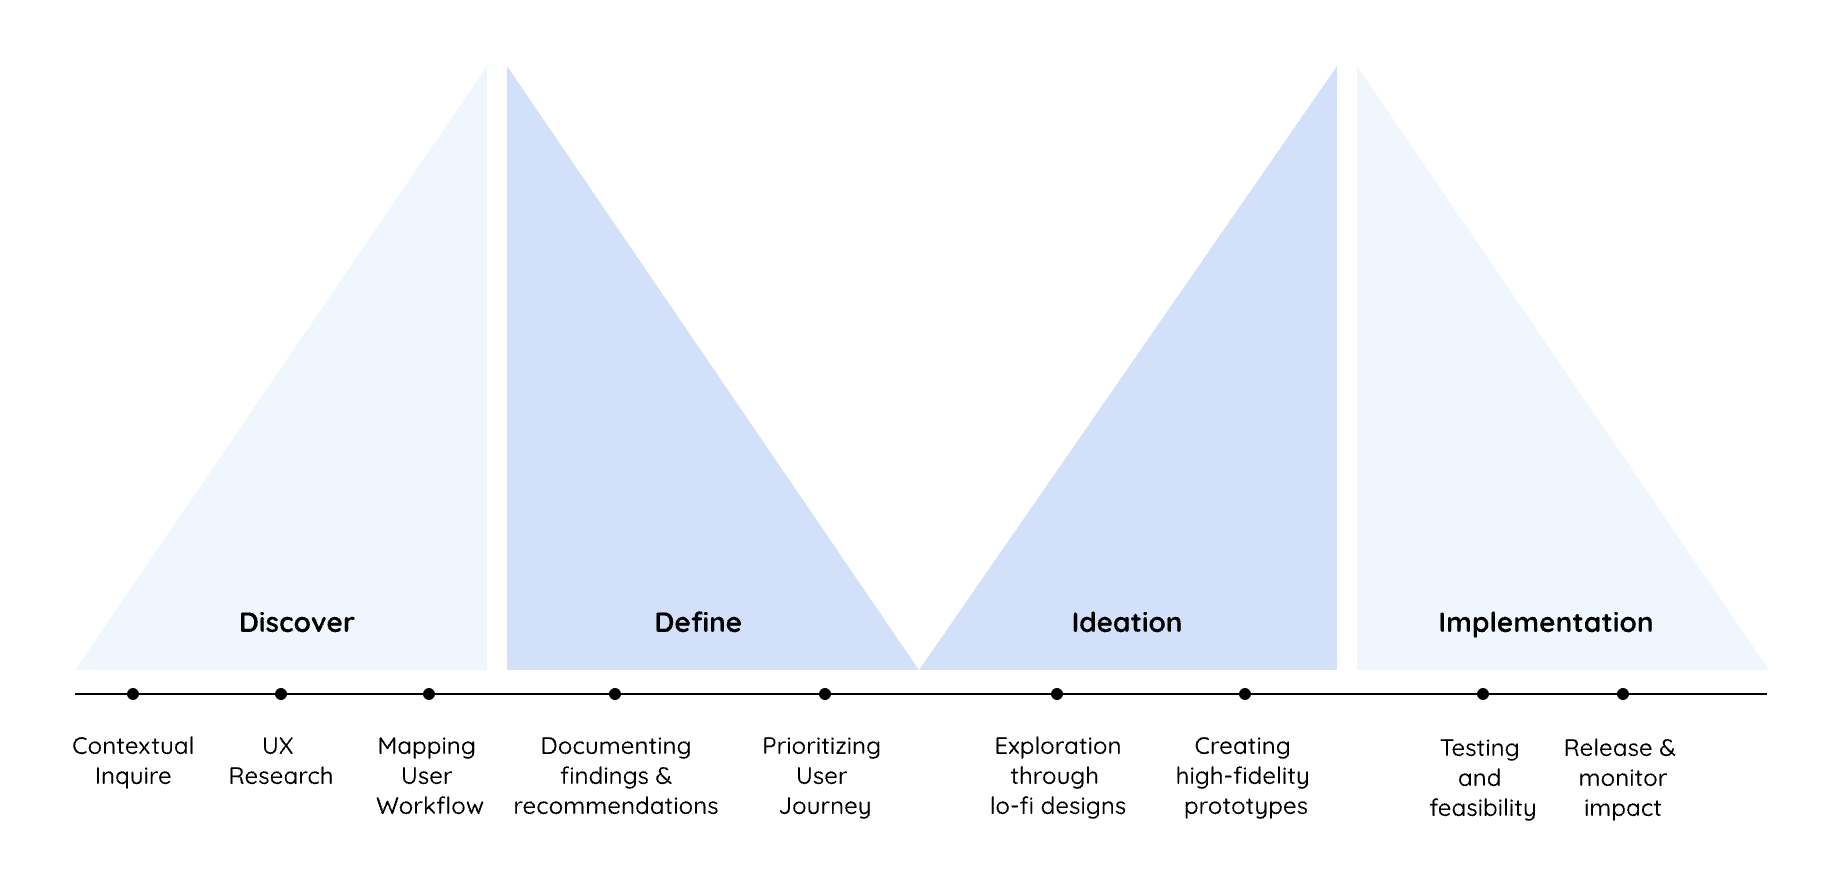 Discover
Define
Ideation
Implementation
Contextual
Inquire
UX
Research
Mapping
User
Workflow
Documenting
findings &
recommendations
Prioritizing
User
Journey
Exploration
through
lo-fi designs
Creating
high-fidelity
prototypes
Testing
and
feasibility
Release &
monitor
impact